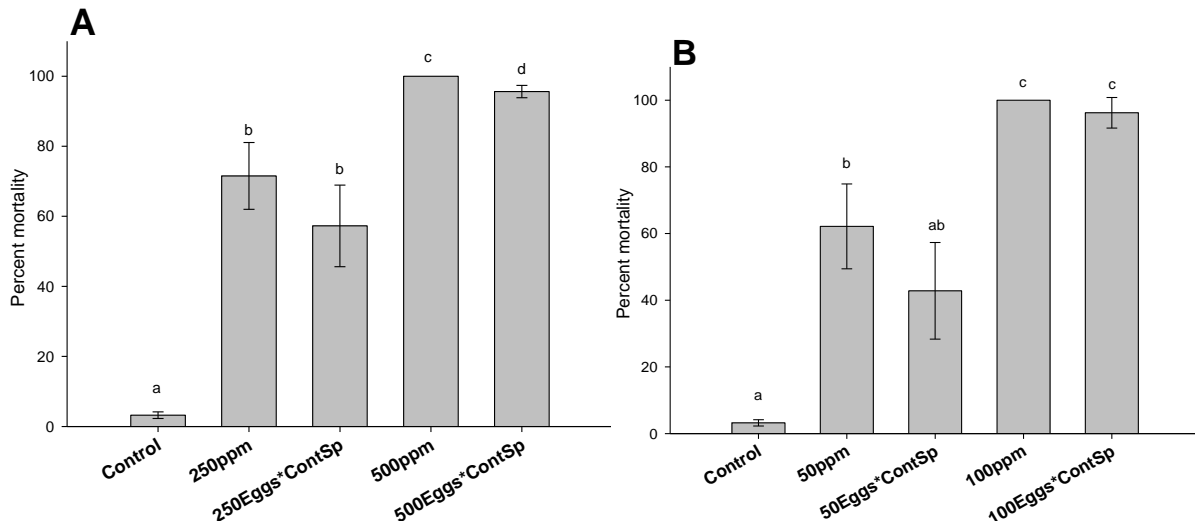 A
Percent mortality
100
80
60
40
20
0
a
b
b
c
d
Control
250ppm
250Eggs*ContSp
500ppm
500Eggs*ContSp
B
Percent mortality
100
80
60
40
20
0
a
b
ab
c
c
Control
50ppm
50Eggs*ContSp
100ppm
100Eggs*ContSp